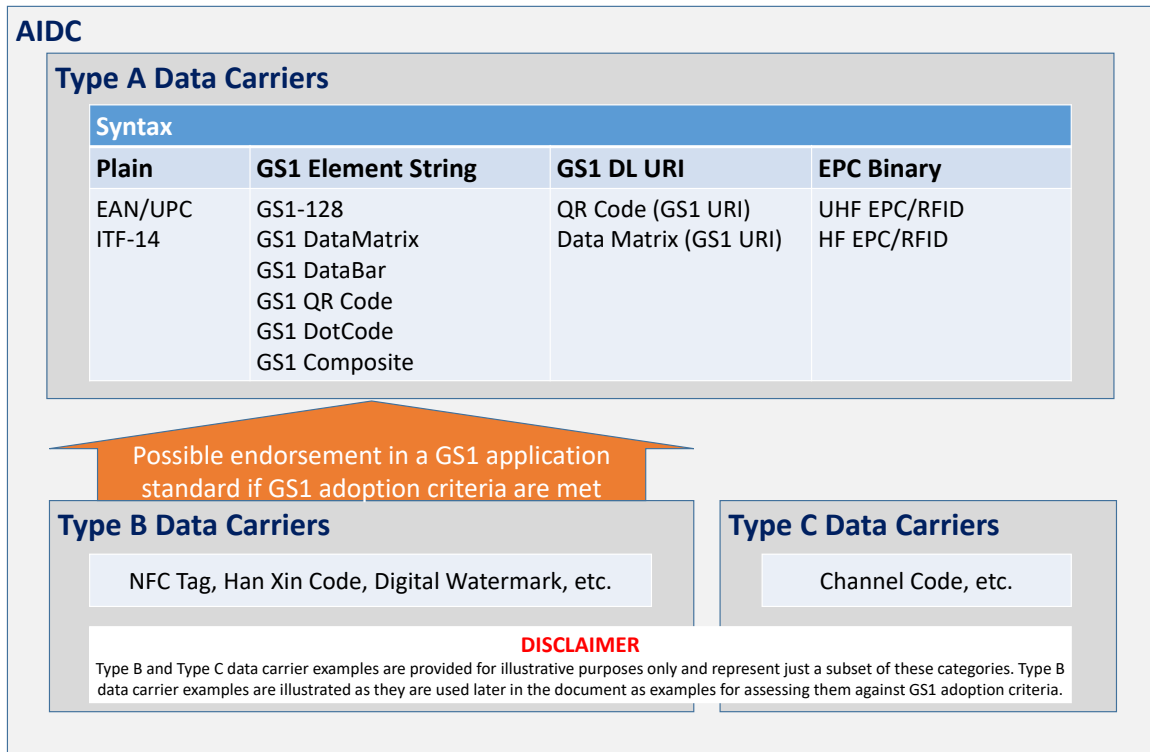 AIDC
Type A Data Carriers
Syntax
Plain
GS1 Element String
GS1 DL URI
EPC Binary
EAN/UPC
ITF-14
GS1-128
GS1 DataMatrix
GS1 DataBar
GS1 QR Code
GS1 DotCode
GS1 Composite
QR Code (GS1 URI)
Data Matrix (GS1 URI)
UHF EPC/RFID
HF EPC/RFID
Possible endorsement in a GS1 application
standard if GS1 adoption criteria are met
Type B Data Carriers
NFC Tag, Han Xin Code, Digital Watermark, etc.
Type C Data Carriers
Channel Code, etc.
DISCLAIMER
Type B and Type C data carrier examples are provided for illustrative purposes only and represent just a subset of these categories. Type B
data carrier examples are illustrated as they are used later in the document as examples for assessing them against GS1 adoption criteria.